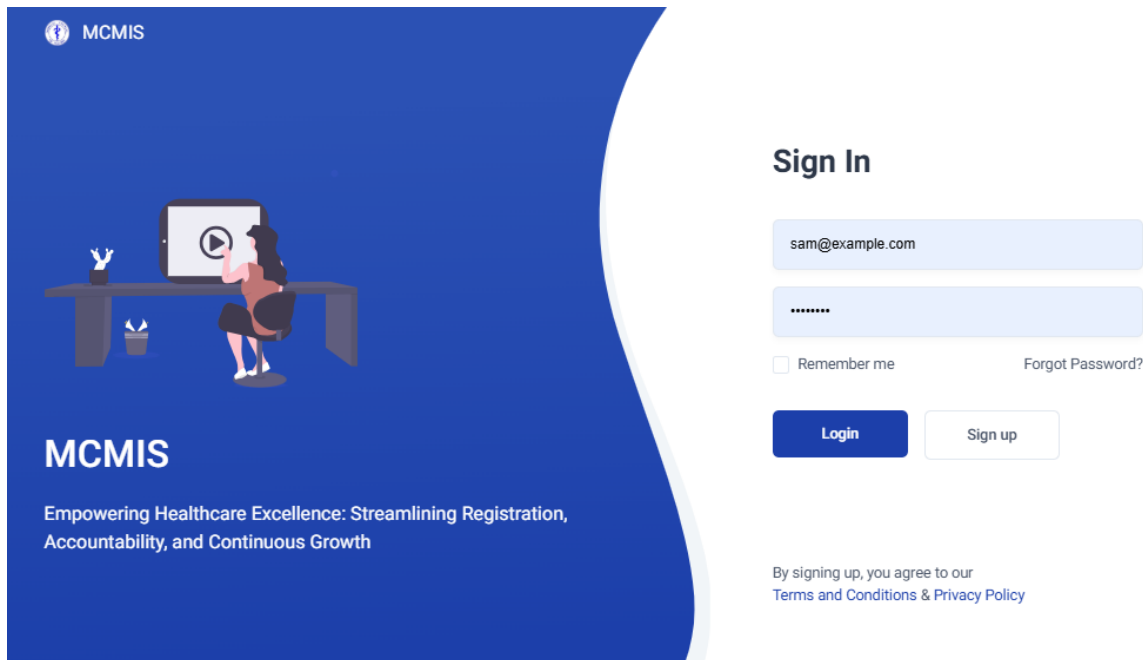 MCMIS
MCMIS
Empowering Healthcare Excellence: Streamlining Registration,
Accountability, and Continuous Growth
Sign In
sam@example.com
••••••••
Remember me
Forgot Password?
Login
Sign up
By signing up, you agree to our
Terms and Conditions & Privacy Policy